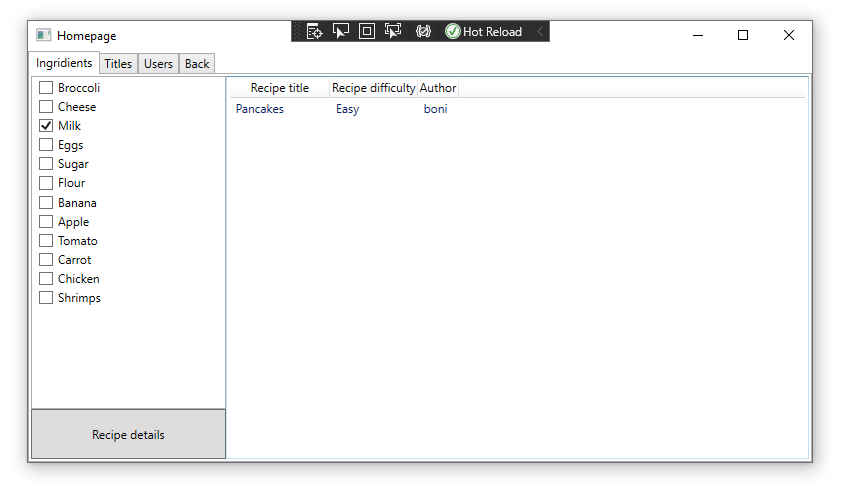 Homepage
Hot Reload
Ingridients Titles Users Back
Broccoli
Cheese
Milk
Eggs
Sugar
Flour
Banana
Apple
Tomato
Carrot
Chicken
Shrimps
Recipe details
Recipe title Recipe difficulty Author
Pancakes Easy boni